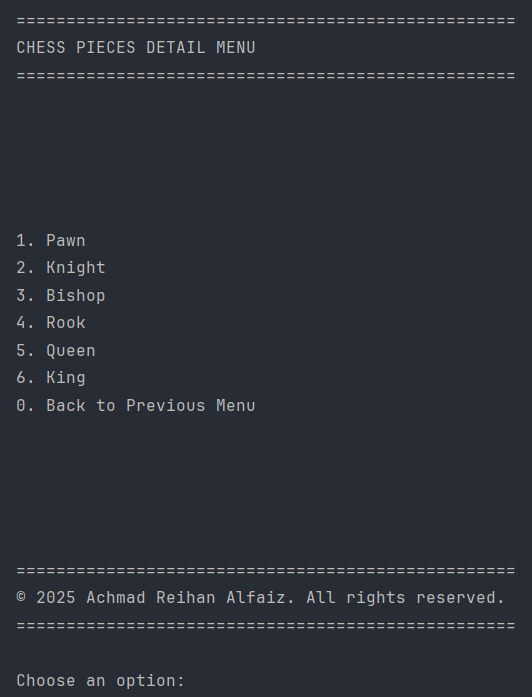 ==================================================
CHESS PIECES DETAIL MENU
==================================================
1. Pawn
2. Knight
3. Bishop
4. Rook
5. Queen
6. King
0. Back to Previous Menu
==================================================
© 2025 Achmad Reihan Alfaiz. All rights reserved.
==================================================
Choose an option: